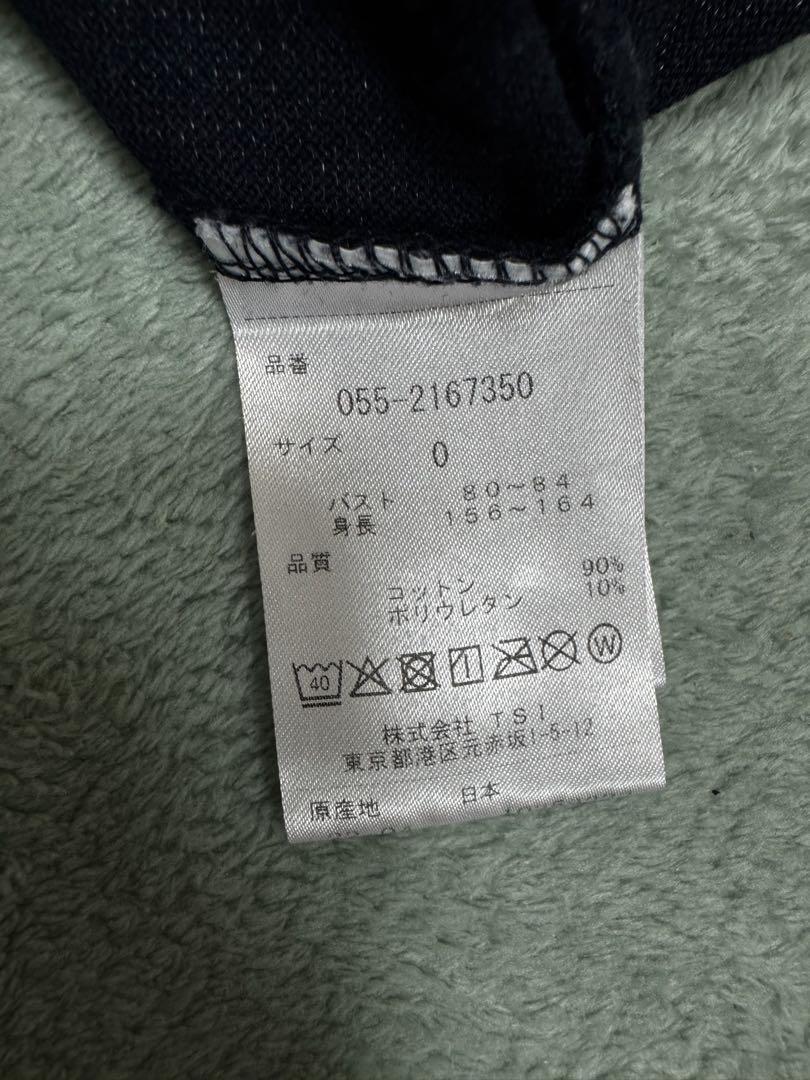 品番
055-2167350
サイズ 0
バスト 80~84
身長 156~164
品質
コットン 90%
ポリウレタン 10%
40 W
株式会社 TSI
東京都港区元赤坂1-5-12
原産地 日本